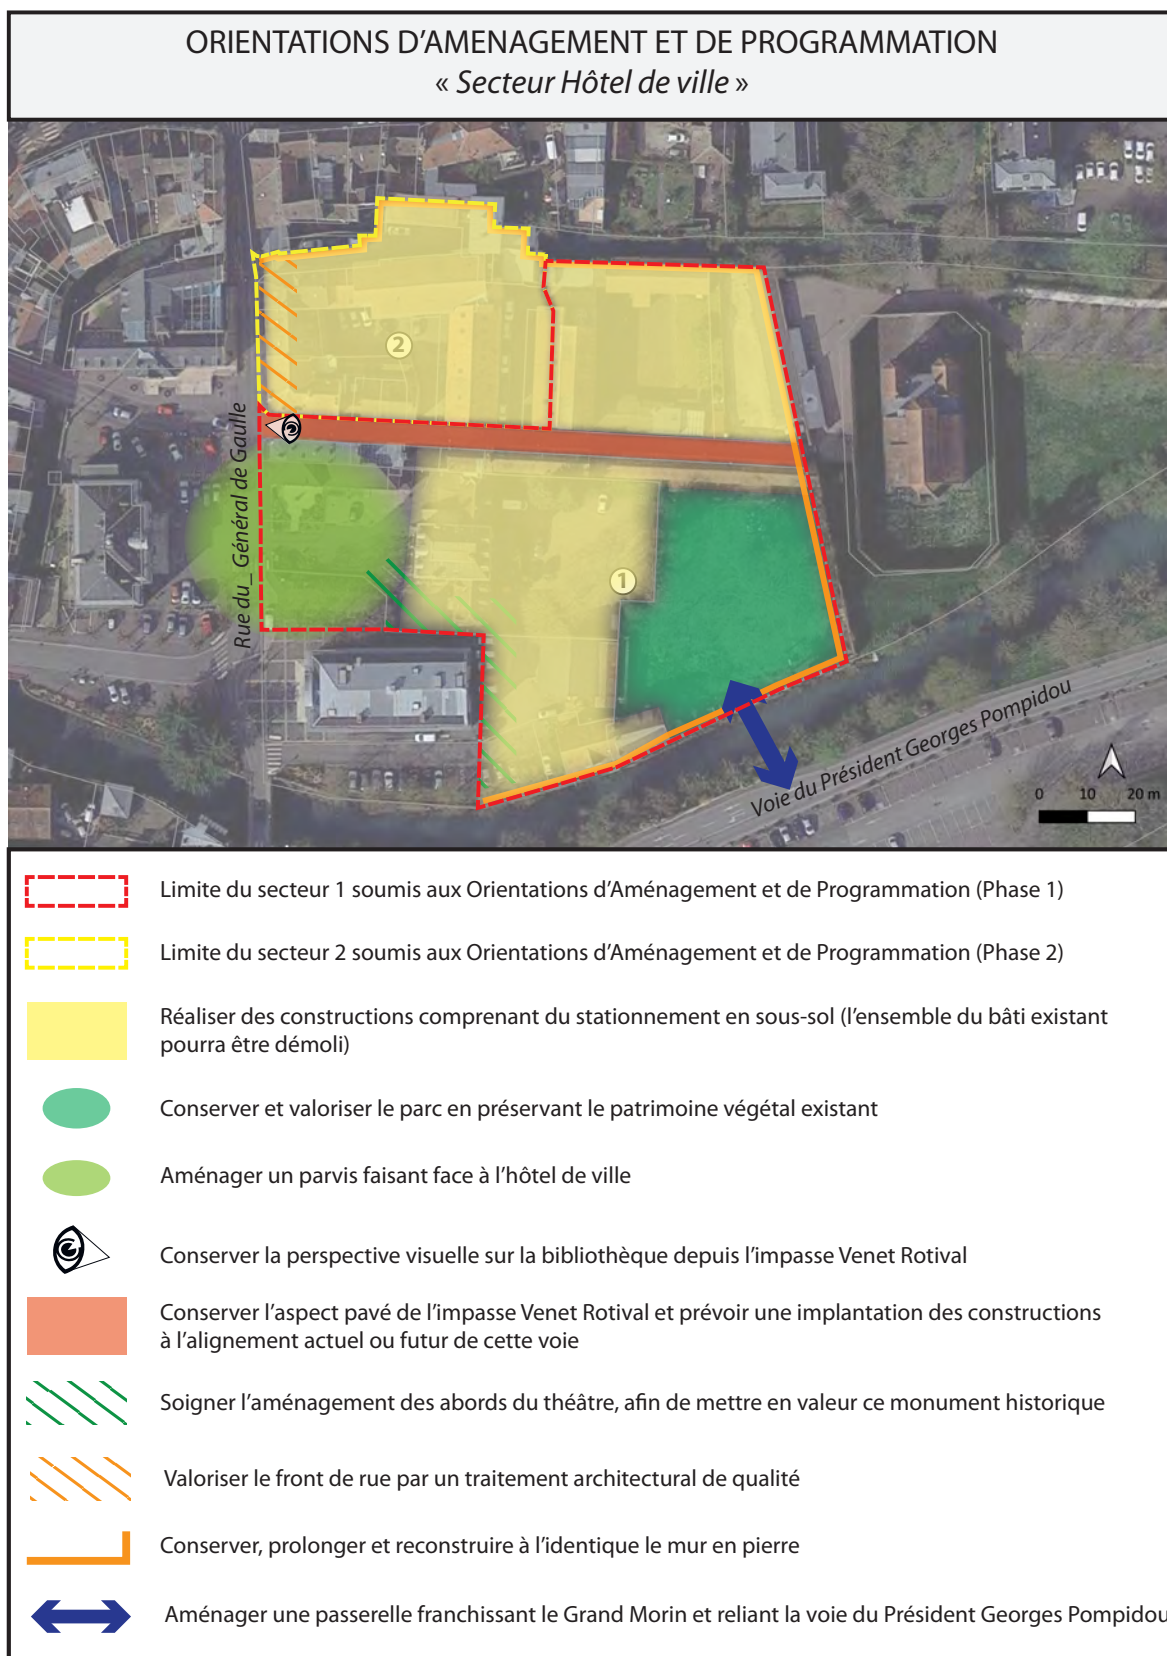 ORIENTATIONS D'AMENAGEMENT ET DE PROGRAMMATION
« Secteur Hôtel de ville »
2
Rue du_ Général de Gaulle
1
Voie du Président Georges Pompidou
0 10 20 m
Limite du secteur 1 soumis aux Orientations d'Aménagement et de Programmation (Phase 1)
Limite du secteur 2 soumis aux Orientations d'Aménagement et de Programmation (Phase 2)
Réaliser des constructions comprenant du stationnement en sous-sol (l'ensemble du bâti existant
pourra être démoli)
Conserver et valoriser le parc en préservant le patrimoine végétal existant
Aménager un parvis faisant face à l'hôtel de ville
Conserver la perspective visuelle sur la bibliothèque depuis l'impasse Venet Rotival
Conserver l'aspect pavé de l'impasse Venet Rotival et prévoir une implantation des constructions
à l'alignement actuel ou futur de cette voie
Soigner l'aménagement des abords du théâtre, afin de mettre en valeur ce monument historique
Valoriser le front de rue par un traitement architectural de qualité
Conserver, prolonger et reconstruire à l'identique le mur en pierre
Aménager une passerelle franchissant le Grand Morin et reliant la voie du Président Georges Pompidou